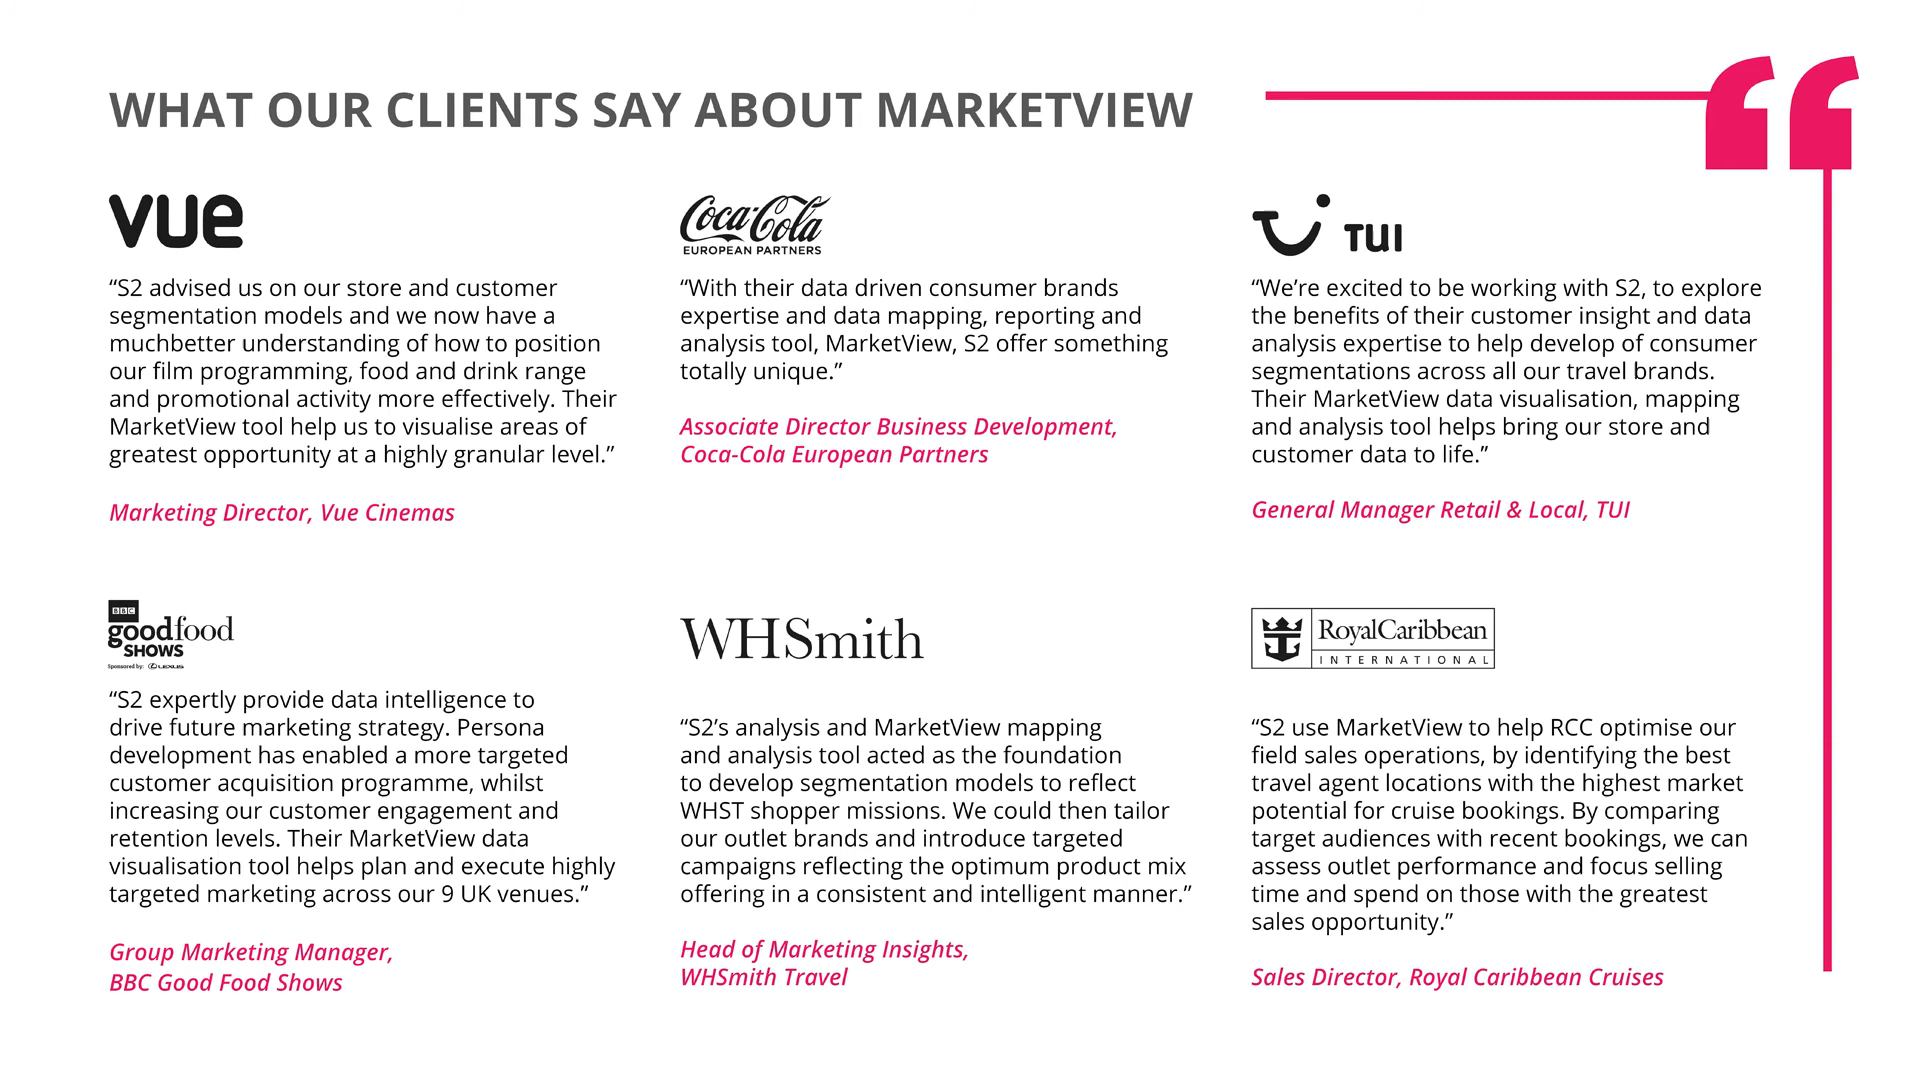 WHAT OUR CLIENTS SAY ABOUT MARKETVIEW
vue
“S2 advised us on our store and customer
segmentation models and we now have a
muchbetter understanding of how to position
our film programming, food and drink range
and promotional activity more effectively. Their
MarketView tool help us to visualise areas of
greatest opportunity at a highly granular level.”
Marketing Director, Vue Cinemas
Coca-Cola
EUROPEAN PARTNERS
“With their data driven consumer brands
expertise and data mapping, reporting and
analysis tool, MarketView, S2 offer something
totally unique.”
Associate Director Business Development,
Coca-Cola European Partners
TUI
“We’re excited to be working with S2, to explore
the benefits of their customer insight and data
analysis expertise to help develop of consumer
segmentations across all our travel brands.
Their MarketView data visualisation, mapping
and analysis tool helps bring our store and
customer data to life.”
General Manager Retail & Local, TUI
BBC
goodfood
SHOWS
Sponsored by: LEXUS
“S2 expertly provide data intelligence to
drive future marketing strategy. Persona
development has enabled a more targeted
customer acquisition programme, whilst
increasing our customer engagement and
retention levels. Their MarketView data
visualisation tool helps plan and execute highly
targeted marketing across our 9 UK venues.”
Group Marketing Manager,
BBC Good Food Shows
WHSmith
“S2’s analysis and MarketView mapping
and analysis tool acted as the foundation
to develop segmentation models to reflect
WHST shopper missions. We could then tailor
our outlet brands and introduce targeted
campaigns reflecting the optimum product mix
offering in a consistent and intelligent manner.”
Head of Marketing Insights,
WHSmith Travel
RoyalCaribbean
INTERNATIONAL
“S2 use MarketView to help RCC optimise our
field sales operations, by identifying the best
travel agent locations with the highest market
potential for cruise bookings. By comparing
target audiences with recent bookings, we can
assess outlet performance and focus selling
time and spend on those with the greatest
sales opportunity.”
Sales Director, Royal Caribbean Cruises